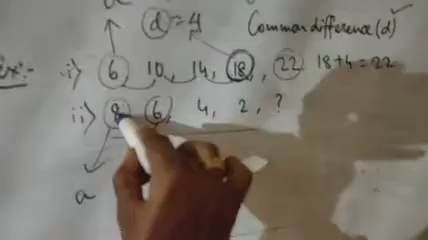 d = 4 Common difference (d) ✓
Ex:- i) 6, 10, 14, 18, 22 18+4=22
ii) 8, 6, 4, 2, ?
a